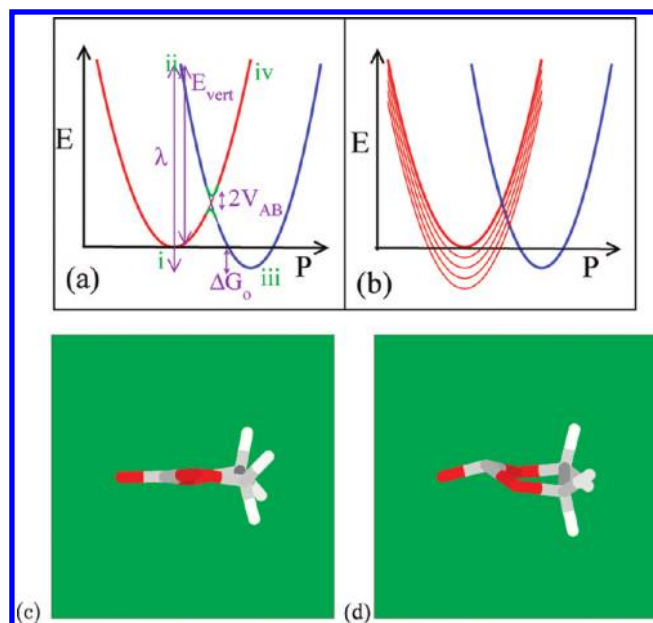 ii
E_vert
iv
E
λ
2V_AB
i
P
(a)
iii
ΔG_o
E
P
(b)
(c)
(d)